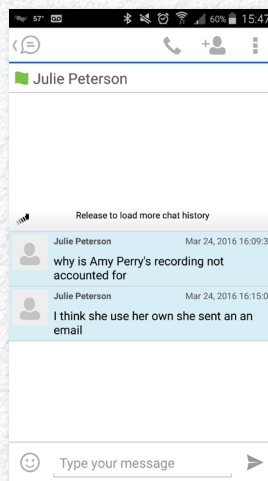 57°
60% 15:47
Julie Peterson
Release to load more chat history
Julie Peterson Mar 24, 2016 16:09:3
why is Amy Perry's recording not
accounted for
Julie Peterson Mar 24, 2016 16:15:0
I think she use her own she sent an an
email
Type your message